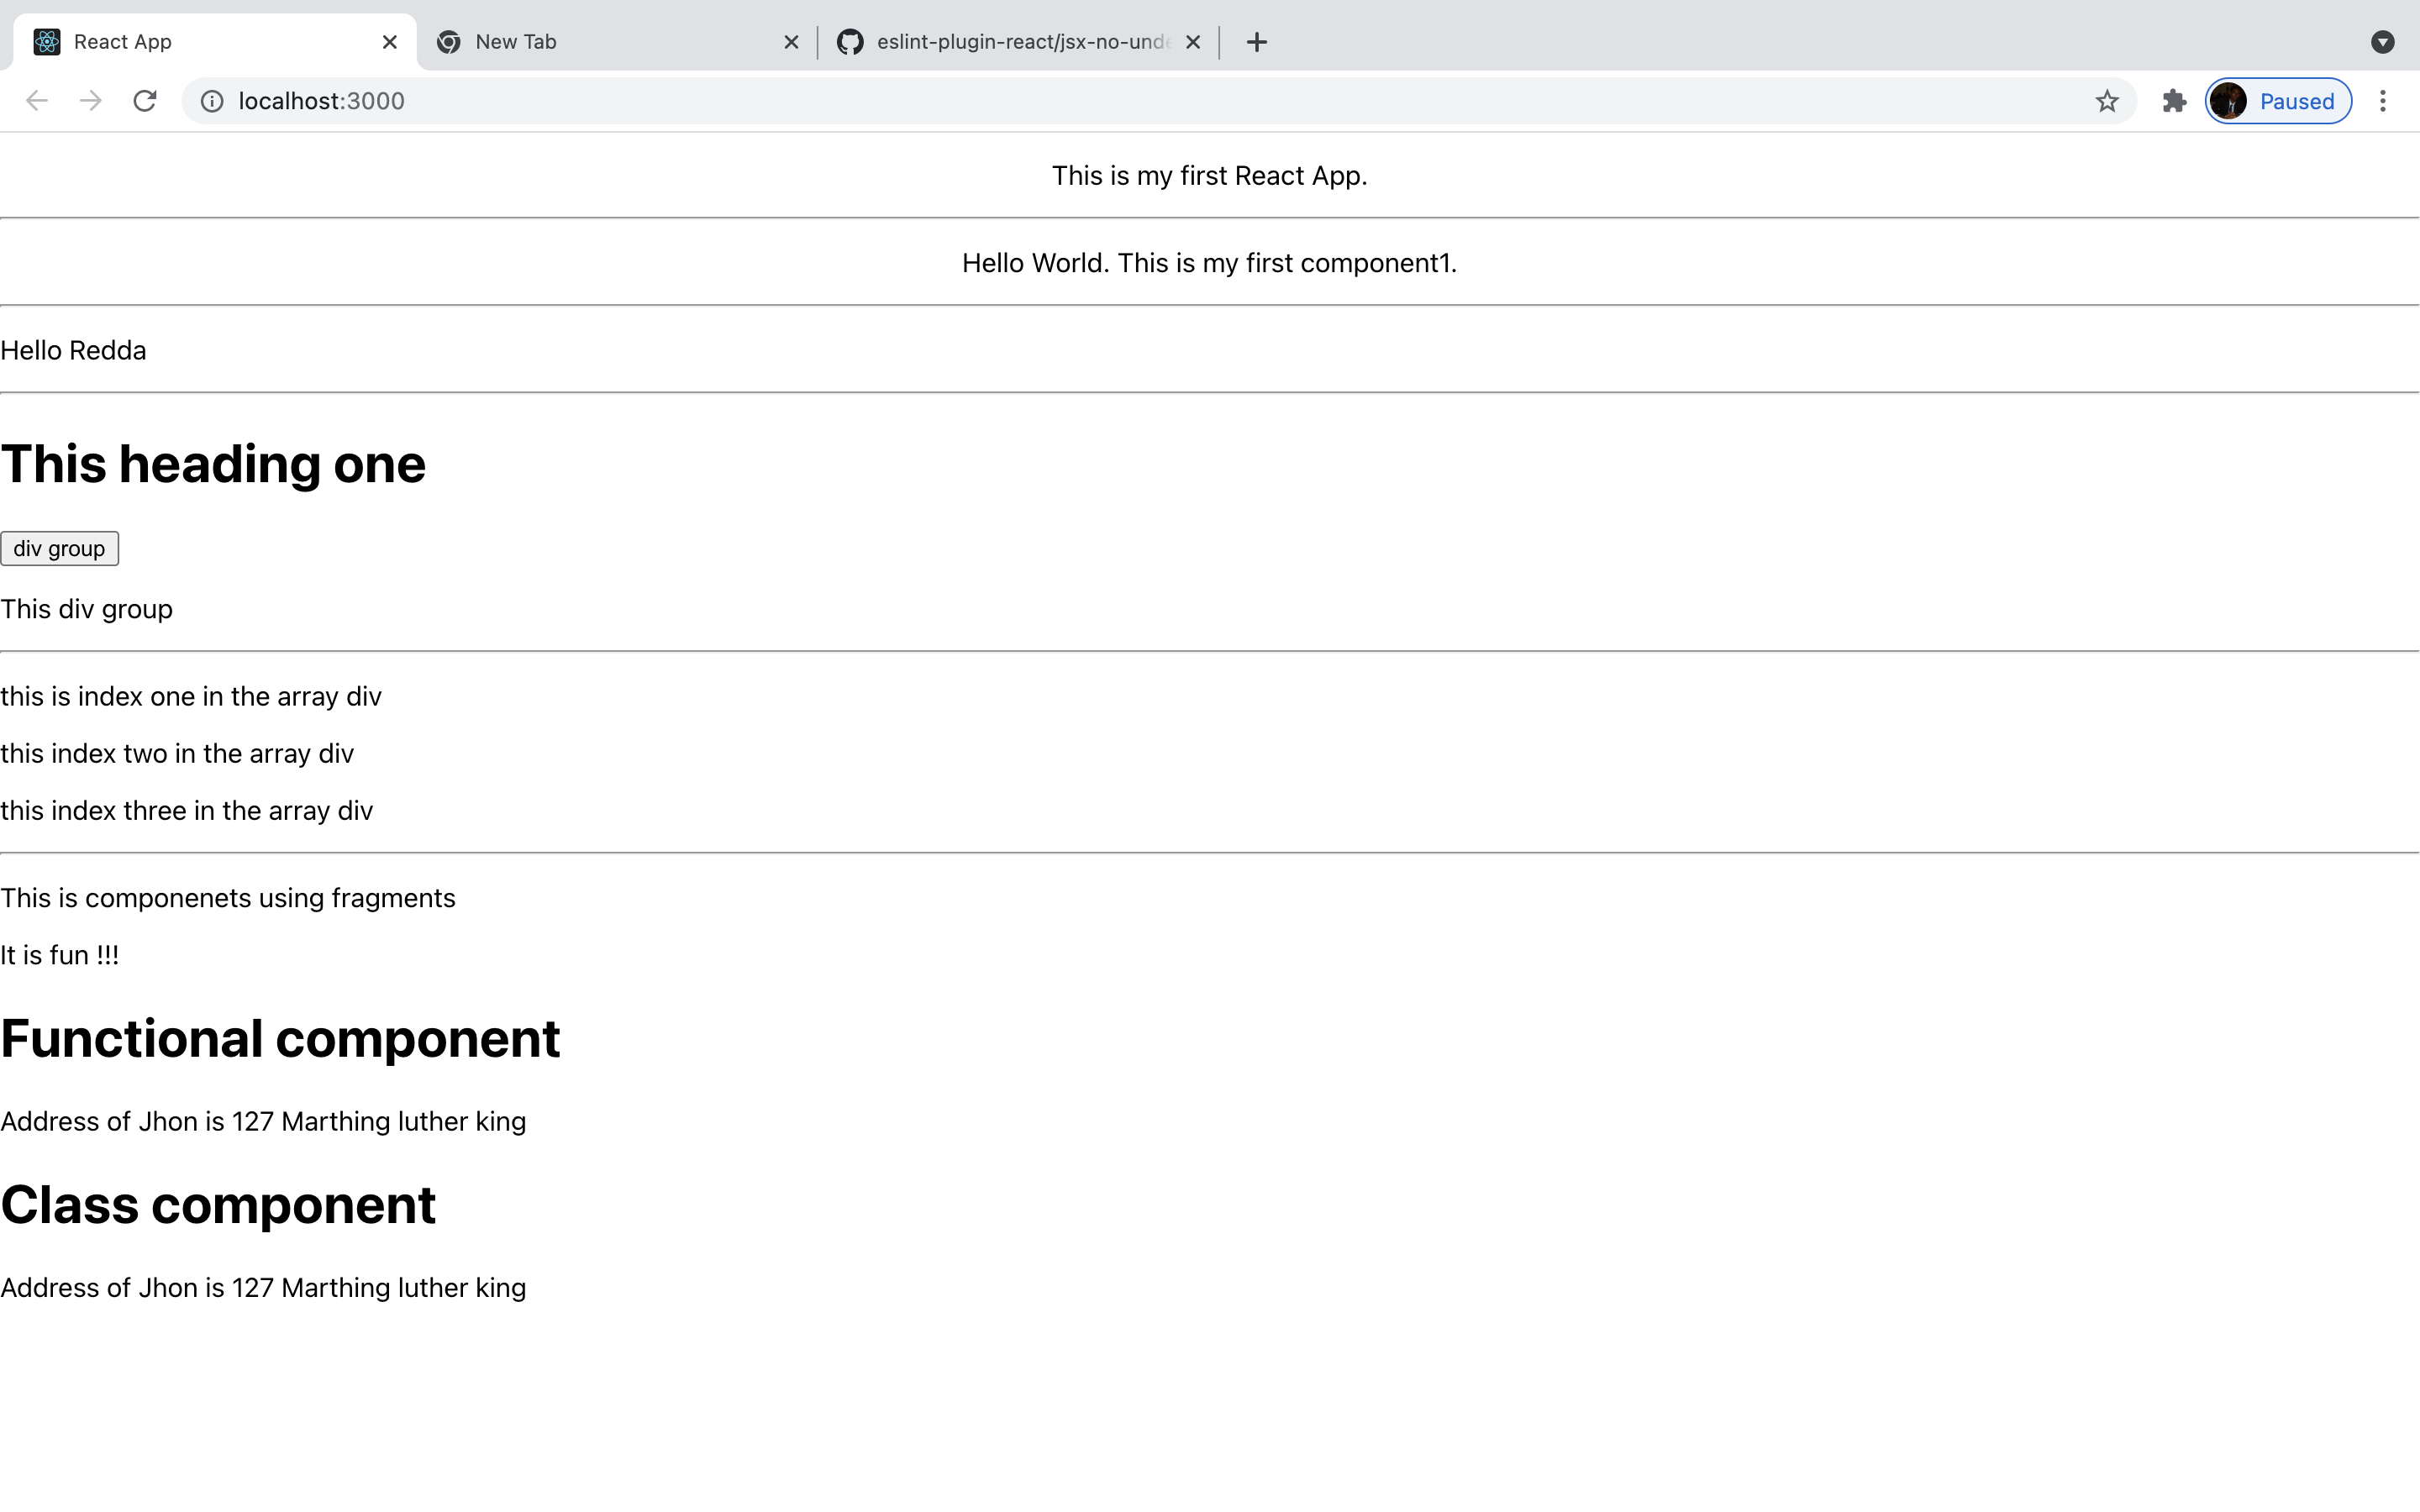 React App
New Tab
eslint-plugin-react/jsx-no-unde
localhost:3000
Paused
This is my first React App.
Hello World. This is my first component1.
Hello Redda
This heading one
div group
This div group
this is index one in the array div
this index two in the array div
this index three in the array div
This is componenets using fragments
It is fun !!!
Functional component
Address of Jhon is 127 Marthing luther king
Class component
Address of Jhon is 127 Marthing luther king